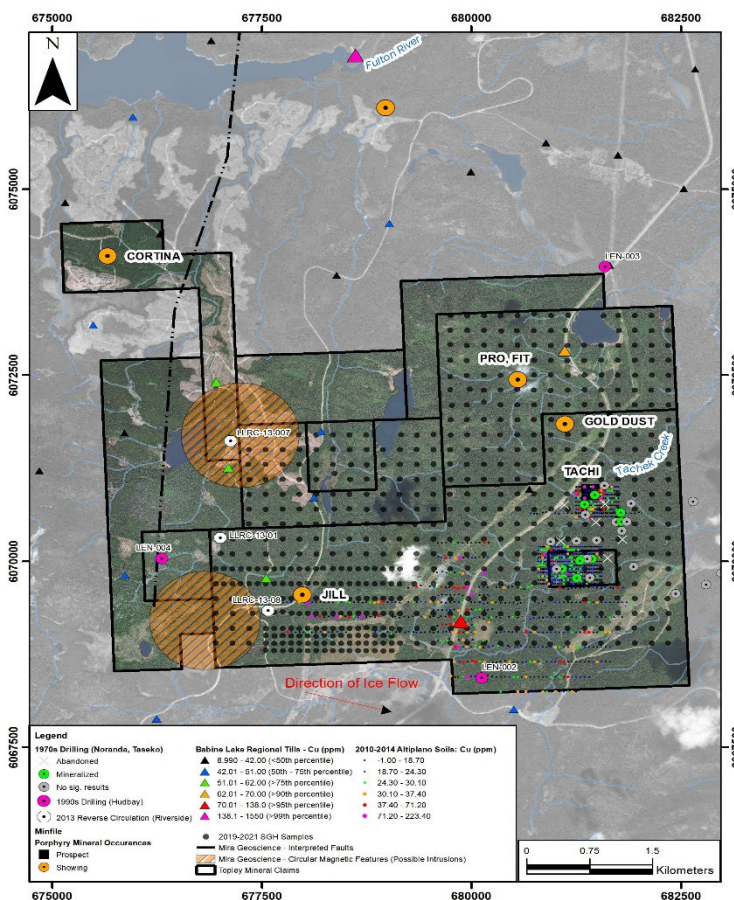 675000
677500
680000
682500
N
Fulton River
6075000
6075000
CORTINA
LEN-003
6072500
6072500
PRO, FIT
GOLD DUST
LLRC-13-007
TACHI
Tachek Creek
6070000
6070000
LLRC-13-01
LEN-004
JILL
LLRC-13-08
LEN-002
Direction of Ice Flow
6067500
6067500
Legend
1970s Drilling (Noranda, Taseko)
Abandoned
Mineralized
No sig. results
1990s Drilling (Hudbay)
2013 Reverse Circulation (Riverside)
Minfile
Porphyry Mineral Occurances
Prospect
Showing
Babine Lake Regional Tills - Cu (ppm)
8.990 - 42.00 (<50th percentile)
42.01 - 51.00 (50th - 75th percentile)
51.01 - 62.00 (>75th percentile)
62.01 - 70.00 (>90th percentile)
70.01 - 138.0 (>95th percentile)
138.1 - 1550 (>99th percentile)
2010-2014 Altiplano Soils: Cu (ppm)
-1.00 - 18.70
18.70 - 24.30
24.30 - 30.10
30.10 - 37.40
37.40 - 71.20
71.20 - 223.40
2019-2021 SGH Samples
Mira Geoscience - Interpreted Faults
Mira Geoscience - Circular Magnetic Features (Possible Intrusions)
Topley Mineral Claims
0 0.75 1.5
Kilometers
675000
677500
680000
682500